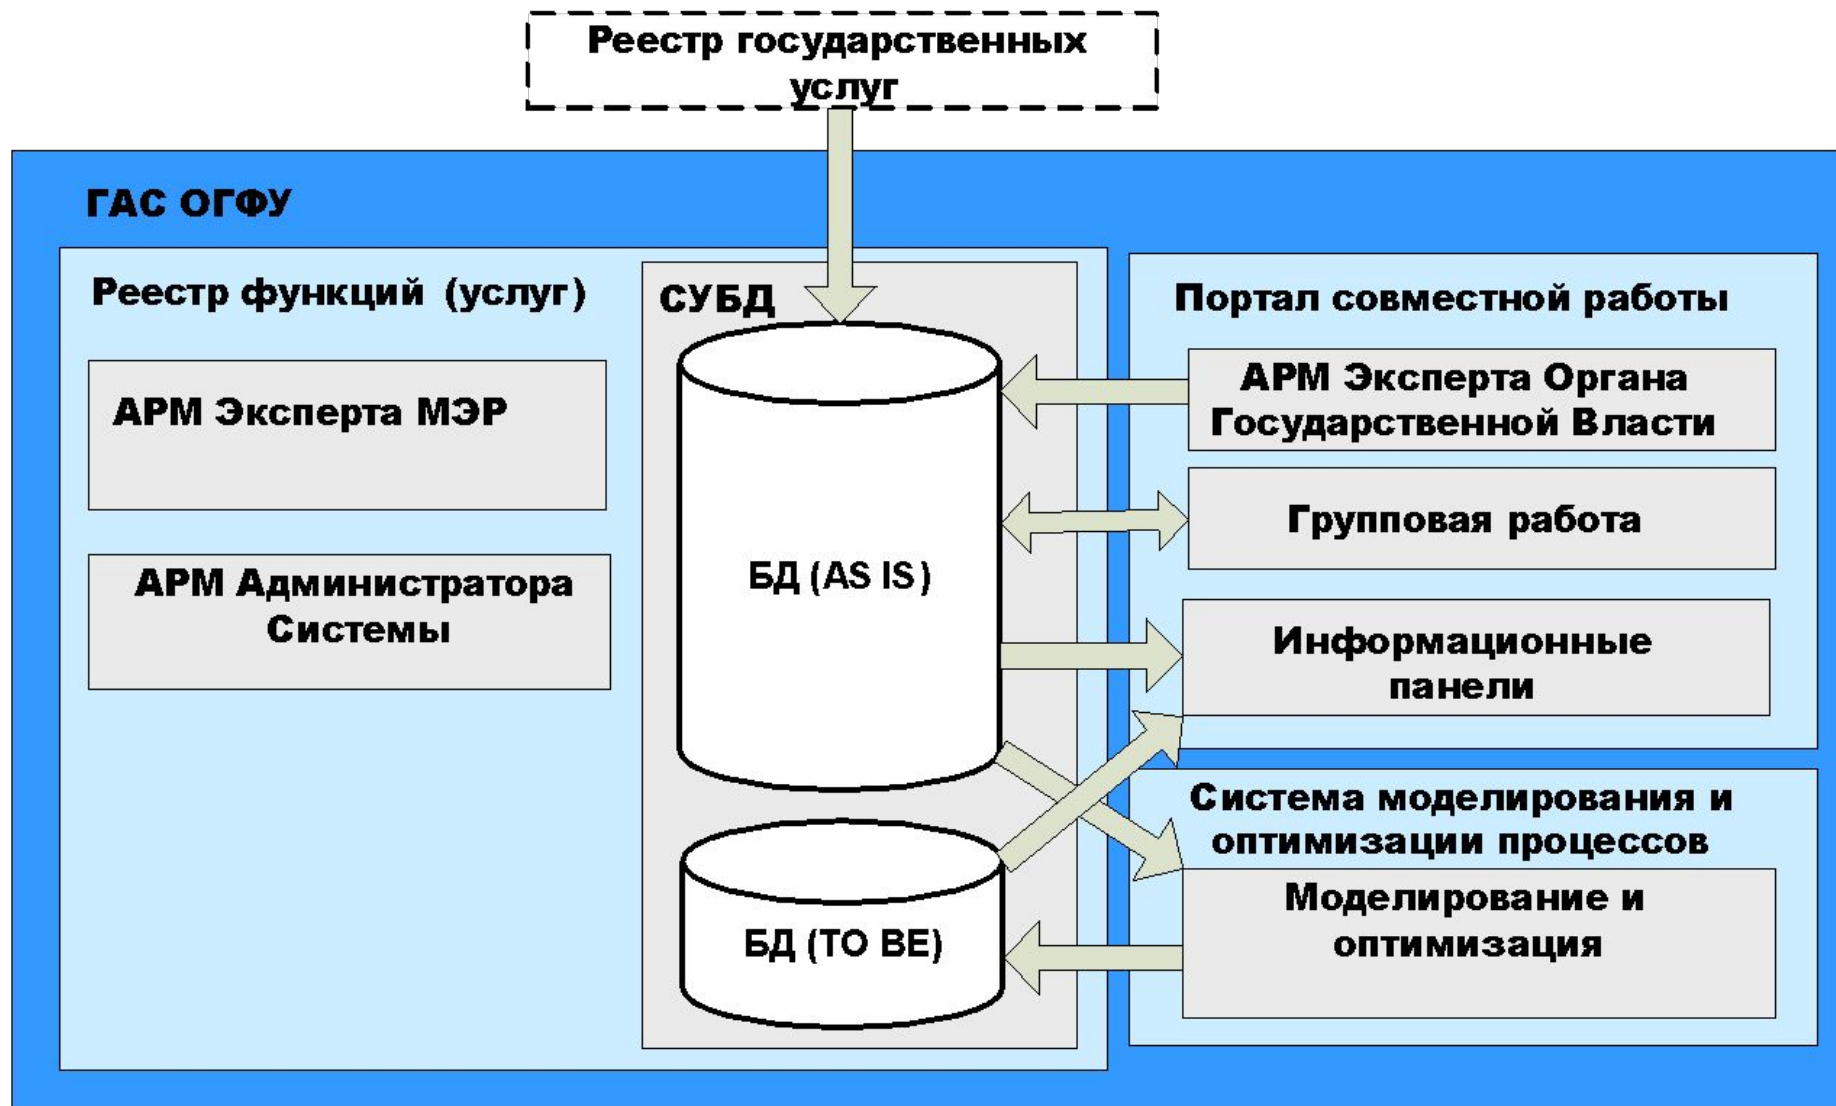 Реестр государственных
услуг
ГАС ОГФУ
Реестр функций (услуг)
АРМ Эксперта МЭР
АРМ Администратора
Системы
СУБД
БД (AS IS)
БД (TO BE)
Портал совместной работы
АРМ Эксперта Органа
Государственной Власти
Групповая работа
Информационные
панели
Система моделирования и
оптимизации процессов
Моделирование и
оптимизация